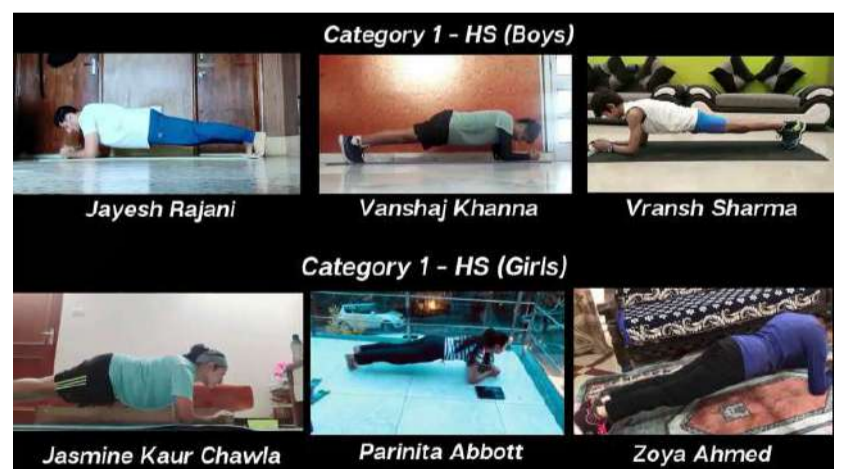 Category 1 - HS (Boys)
Jayesh Rajani
Vanshaj Khanna
Vransh Sharma
Category 1 - HS (Girls)
Jasmine Kaur Chawla
Parinita Abbott
Zoya Ahmed